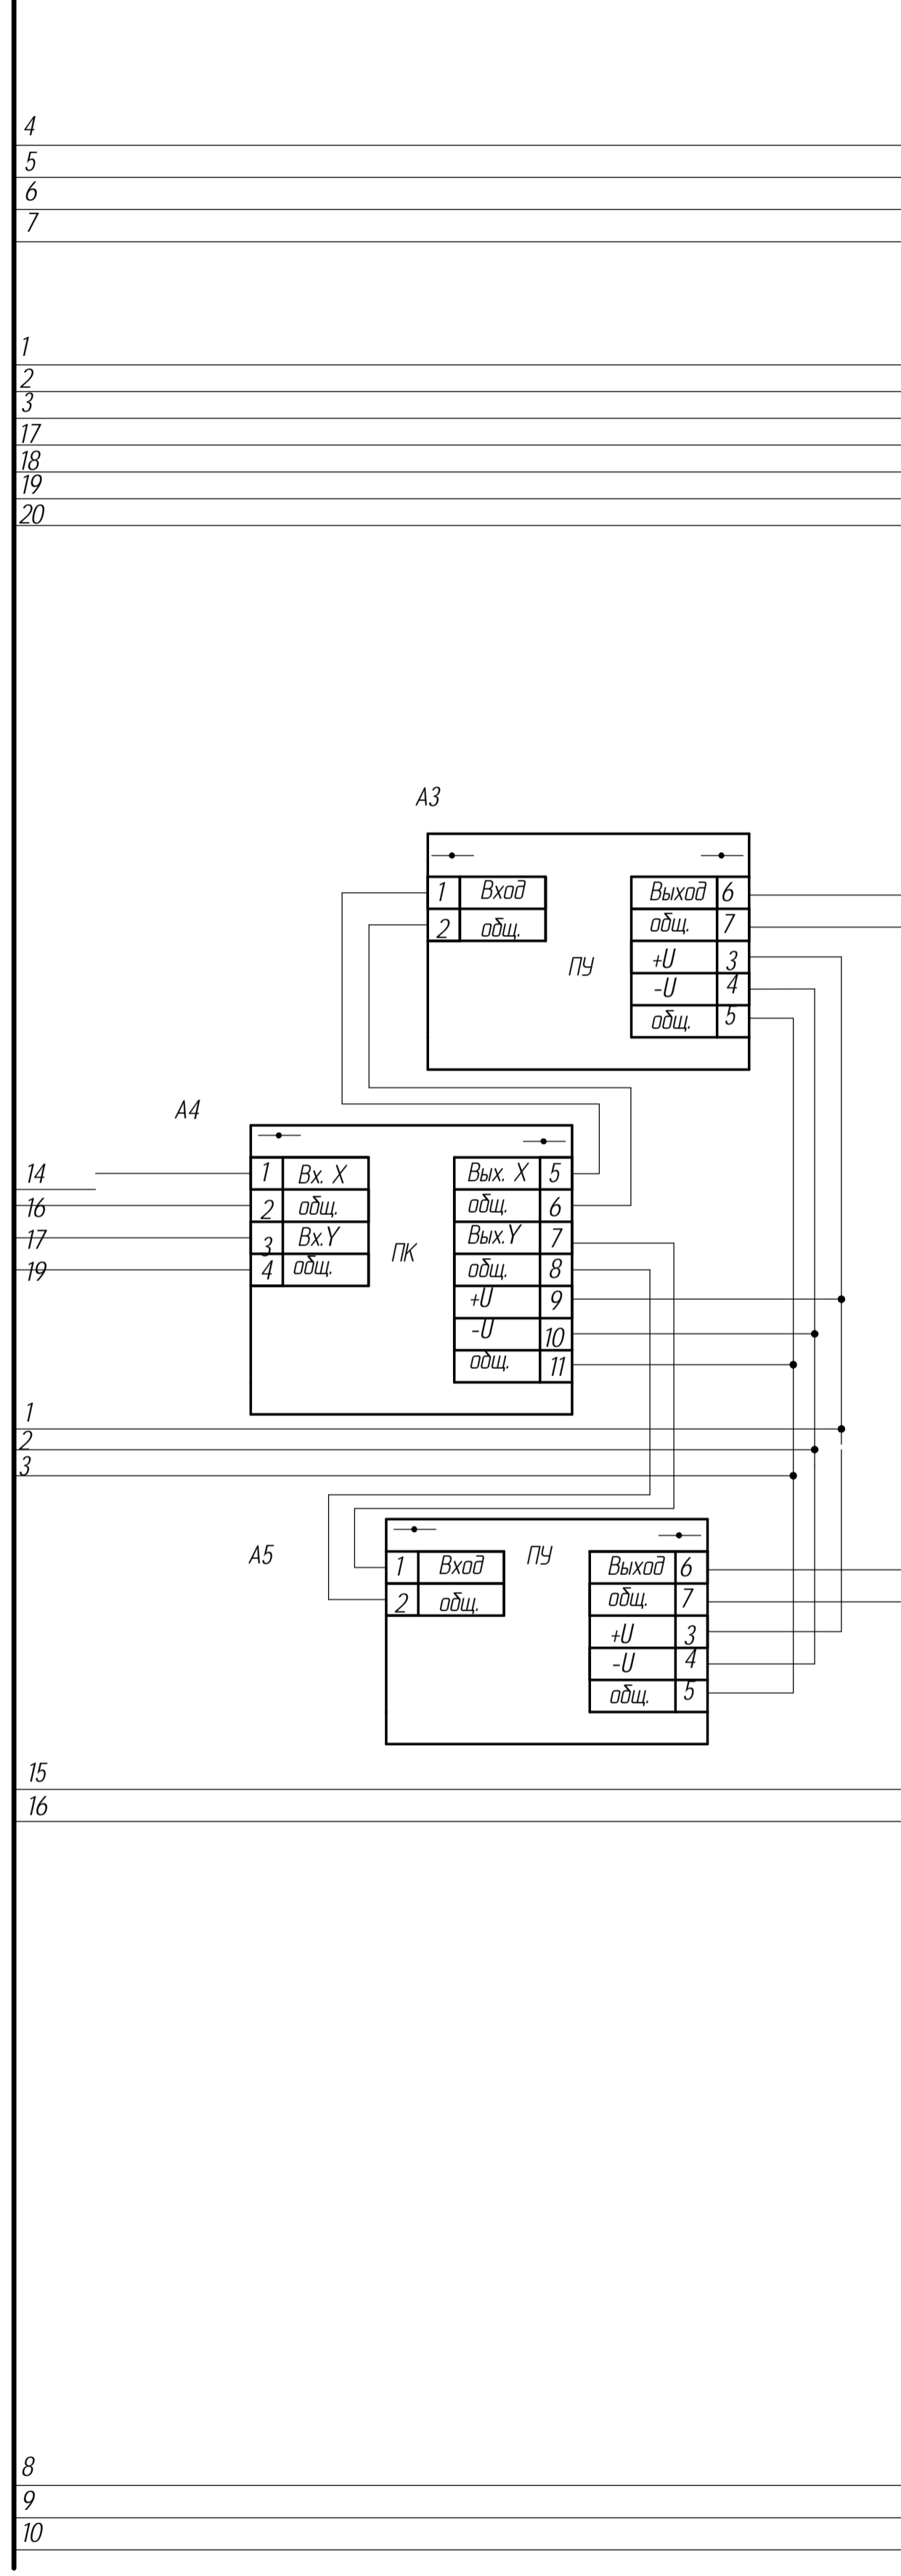 4
5
6
7
1
2
3
17
18
19
20
А3
1 Вход Выход 6
2 общ. общ. 7
ПУ +U 3
-U 4
общ. 5
А4
14 1 Вх. X Вых. X 5
16 2 общ. общ. 6
17 3 Вх.Y ПК Вых.Y 7
19 4 общ. общ. 8
+U 9
-U 10
общ. 11
1
2
3
А5 ПУ
1 Вход Выход 6
2 общ. общ. 7
+U 3
-U 4
общ. 5
15
16
8
9
10